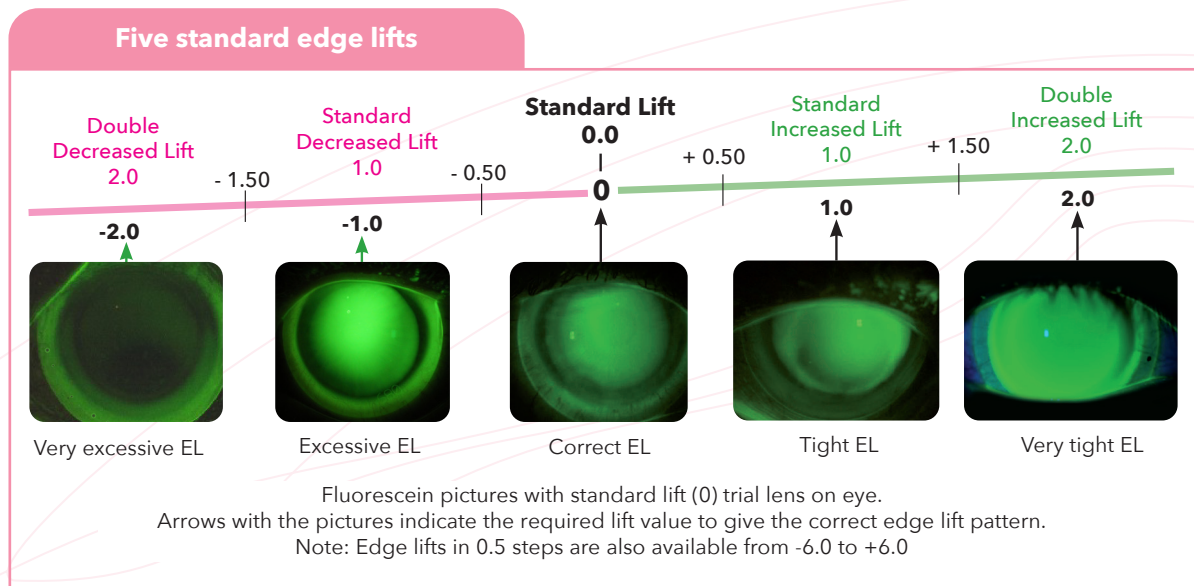 Five standard edge lifts
Double
Decreased Lift
2.0
- 1.50
Standard
Decreased Lift
1.0
- 0.50
Standard Lift
0.0
0
+ 0.50
Standard
Increased Lift
1.0
+ 1.50
Double
Increased Lift
2.0
-2.0
-1.0
1.0
2.0
Very excessive EL
Excessive EL
Correct EL
Tight EL
Very tight EL
Fluorescein pictures with standard lift (0) trial lens on eye.
Arrows with the pictures indicate the required lift value to give the correct edge lift pattern.
Note: Edge lifts in 0.5 steps are also available from -6.0 to +6.0